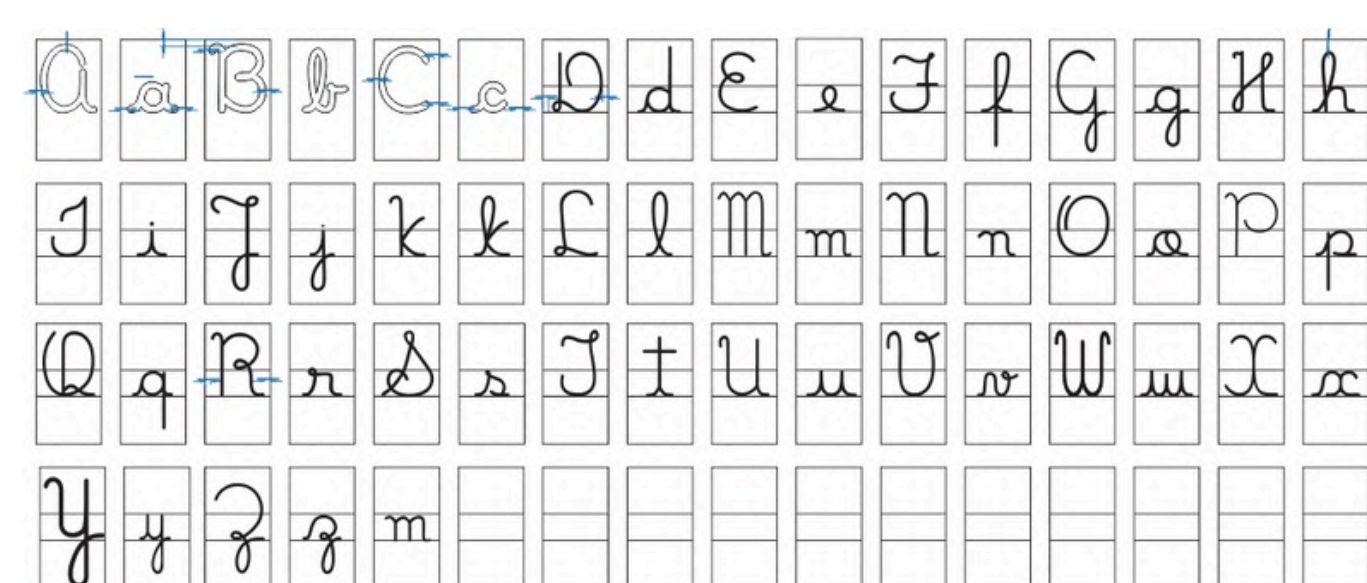 A a B b C c D d E e F f G g H h
I i J j K k L l M m N n O o P p
Q q R r S s T t U u V v W w X x
Y y Z z m